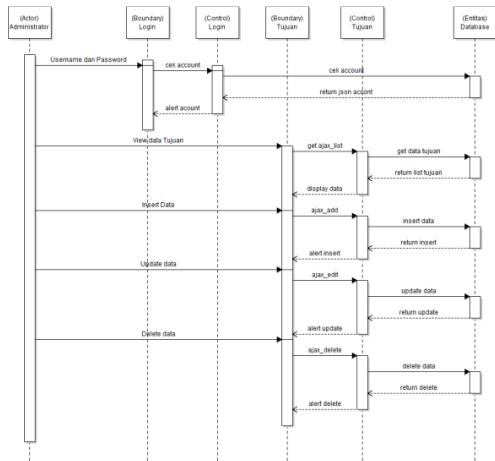 (Actor)
Administrator
(Boundary)
Login
(Control)
Login
(Boundary)
Tujuan
(Control)
Tujuan
(Entitas)
Database
Username dan Password
cek account
cek account
return json acount
alert acount
View data Tujuan
get ajax_list
get data tujuan
return list tujuan
display data
Insert Data
ajax_add
insert data
return insert
alert insert
Update data
ajax_edit
update data
return update
alert update
Delete data
ajax_delete
delete data
return delete
alert delete